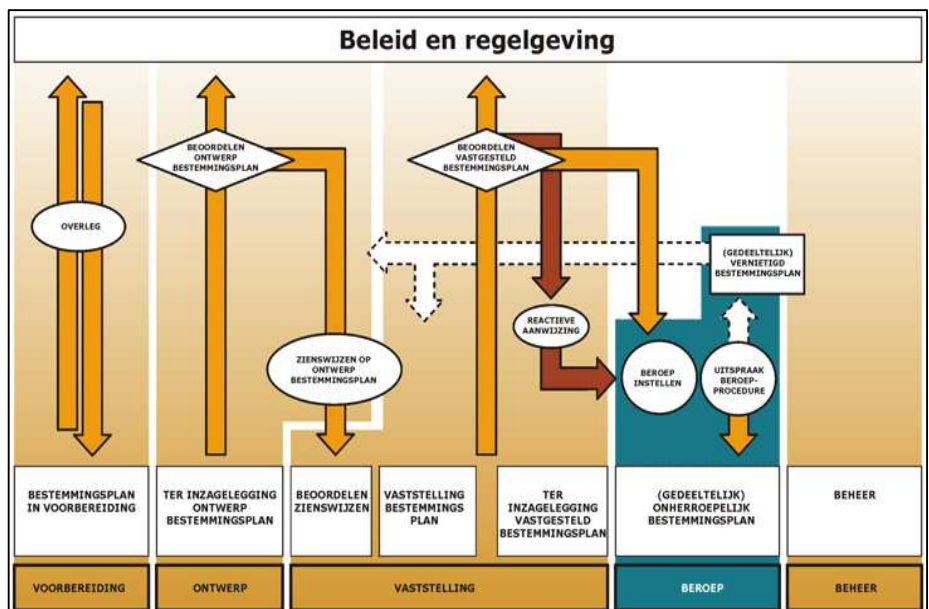 Beleid en regelgeving
BEOORDELEN
ONTWERP
BESTEMMINGSPLAN
BEOORDELEN
VASTGESTELD
BESTEMMINGSPLAN
OVERLEG
(GEDEELTELIJK)
VERNIETIGD
BESTEMMINGSPLAN
REACTIEVE
AANWIJZING
ZIENSWIJZEN OP
ONTWERP
BESTEMMINGSPLAN
BEROEP
INSTELLEN
UITSPRAAK
BEROEP-
PROCEDURE
BESTEMMINGSPLAN
IN VOORBEREIDING
TER INZAGELEGGING
ONTWERP
BESTEMMINGSPLAN
BEOORDELEN
ZIENSWIJZEN
VASTSTELLING
BESTEMMINGS
PLAN
TER
INZAGELEGGING
VASTGESTELD
BESTEMMINGSPLAN
(GEDEELTELIJK)
ONHERROEPELIJK
BESTEMMINGSPLAN
BEHEER
VOORBEREIDING
ONTWERP
VASTSTELLING
BEROEP
BEHEER